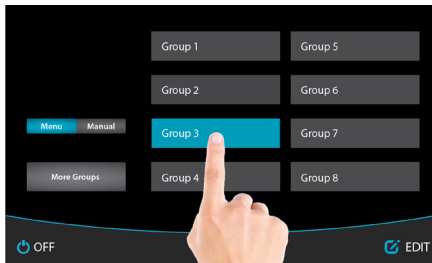 Group 1
Group 5
Group 2
Group 6
Menu
Manual
Group 3
Group 7
More Groups
Group 4
Group 8
OFF
EDIT